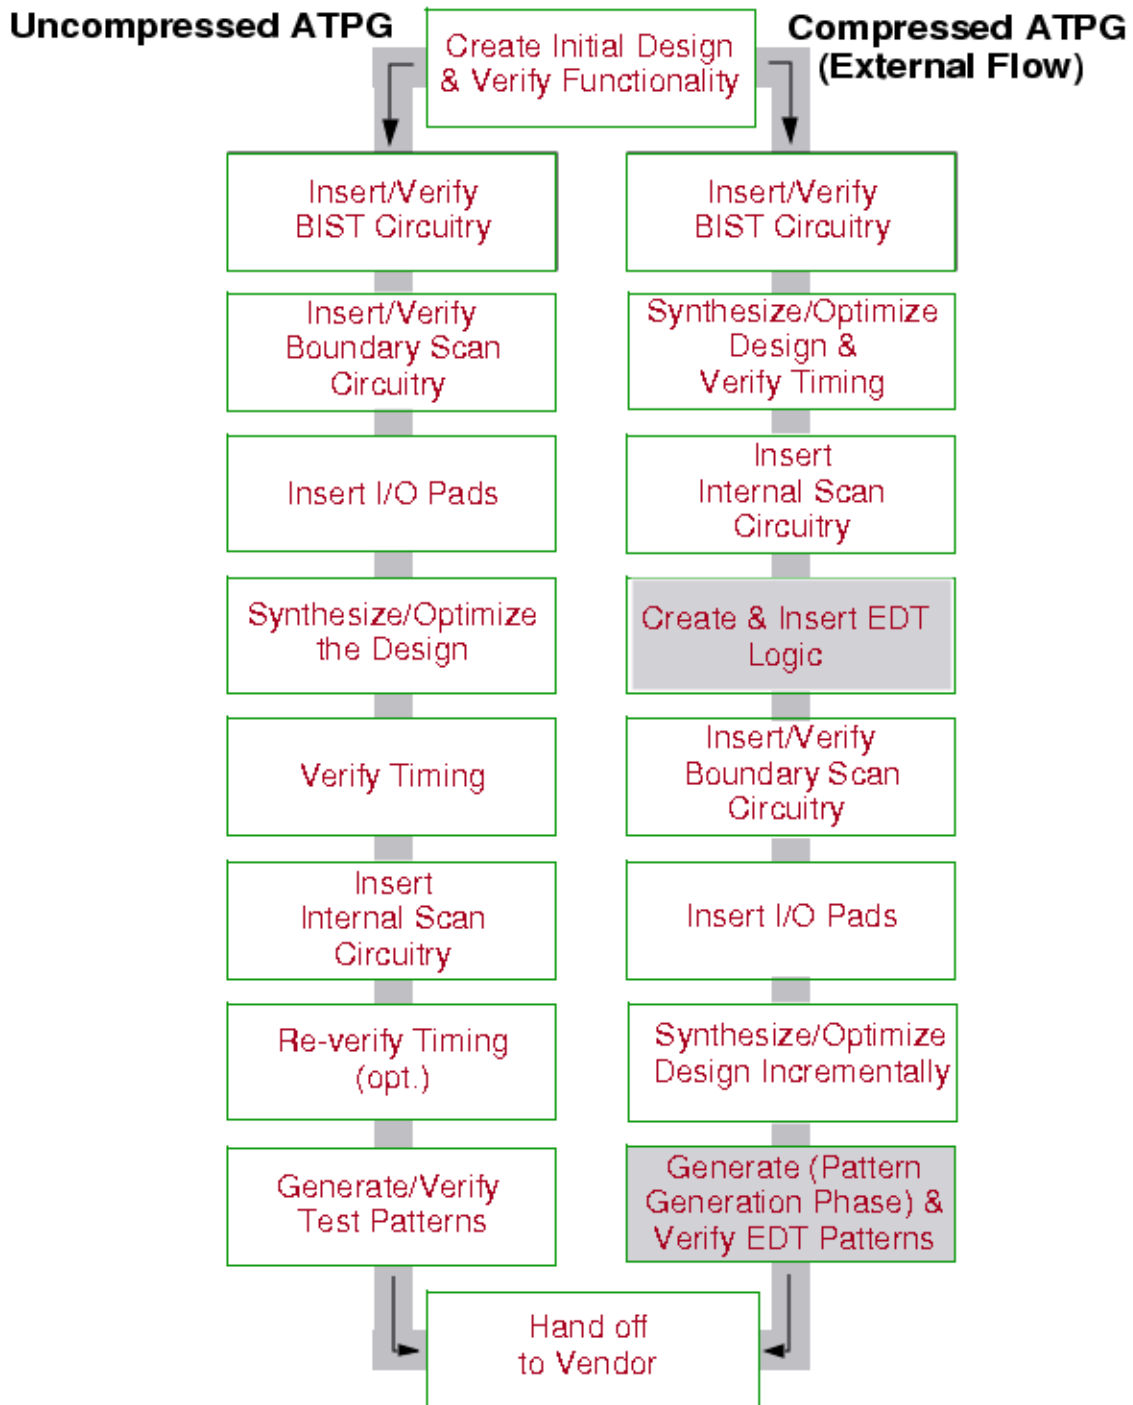 Uncompressed ATPG
Compressed ATPG
(External Flow)
Create Initial Design
& Verify Functionality
Insert/Verify
BIST Circuitry
Insert/Verify
Boundary Scan
Circuitry
Insert I/O Pads
Synthesize/Optimize
the Design
Verify Timing
Insert
Internal Scan
Circuitry
Re-verify Timing
(opt.)
Generate/Verify
Test Patterns
Insert/Verify
BIST Circuitry
Synthesize/Optimize
Design &
Verify Timing
Insert
Internal Scan
Circuitry
Create & Insert EDT
Logic
Insert/Verify
Boundary Scan
Circuitry
Insert I/O Pads
Synthesize/Optimize
Design Incrementally
Generate (Pattern
Generation Phase) &
Verify EDT Patterns
Hand off
to Vendor